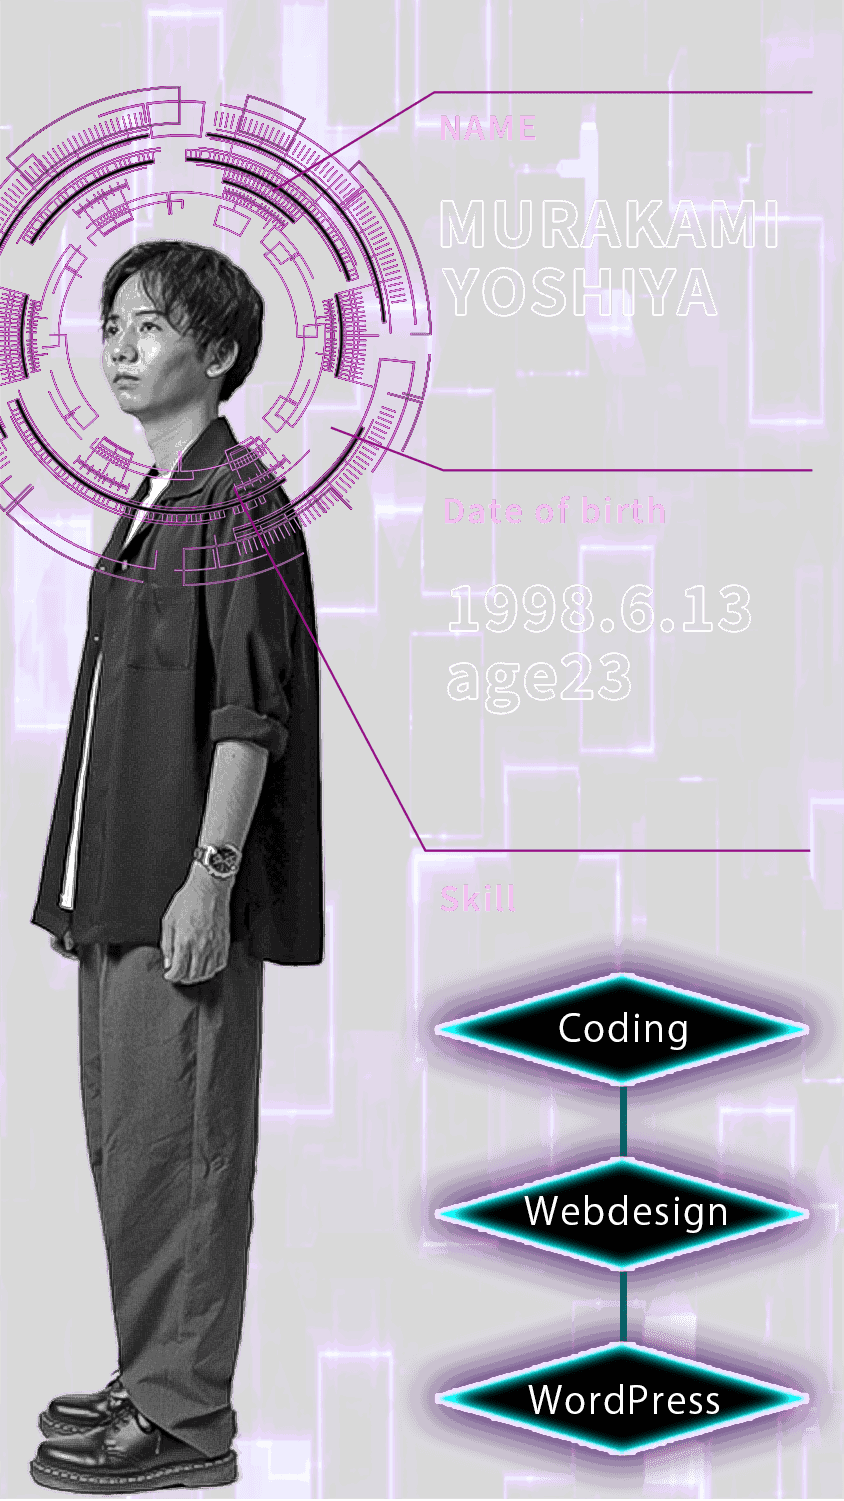 NAME
MURAKAMI
YOSHIYA
Date of birth
1998.6.13
age23
Skill
Coding
Webdesign
WordPress